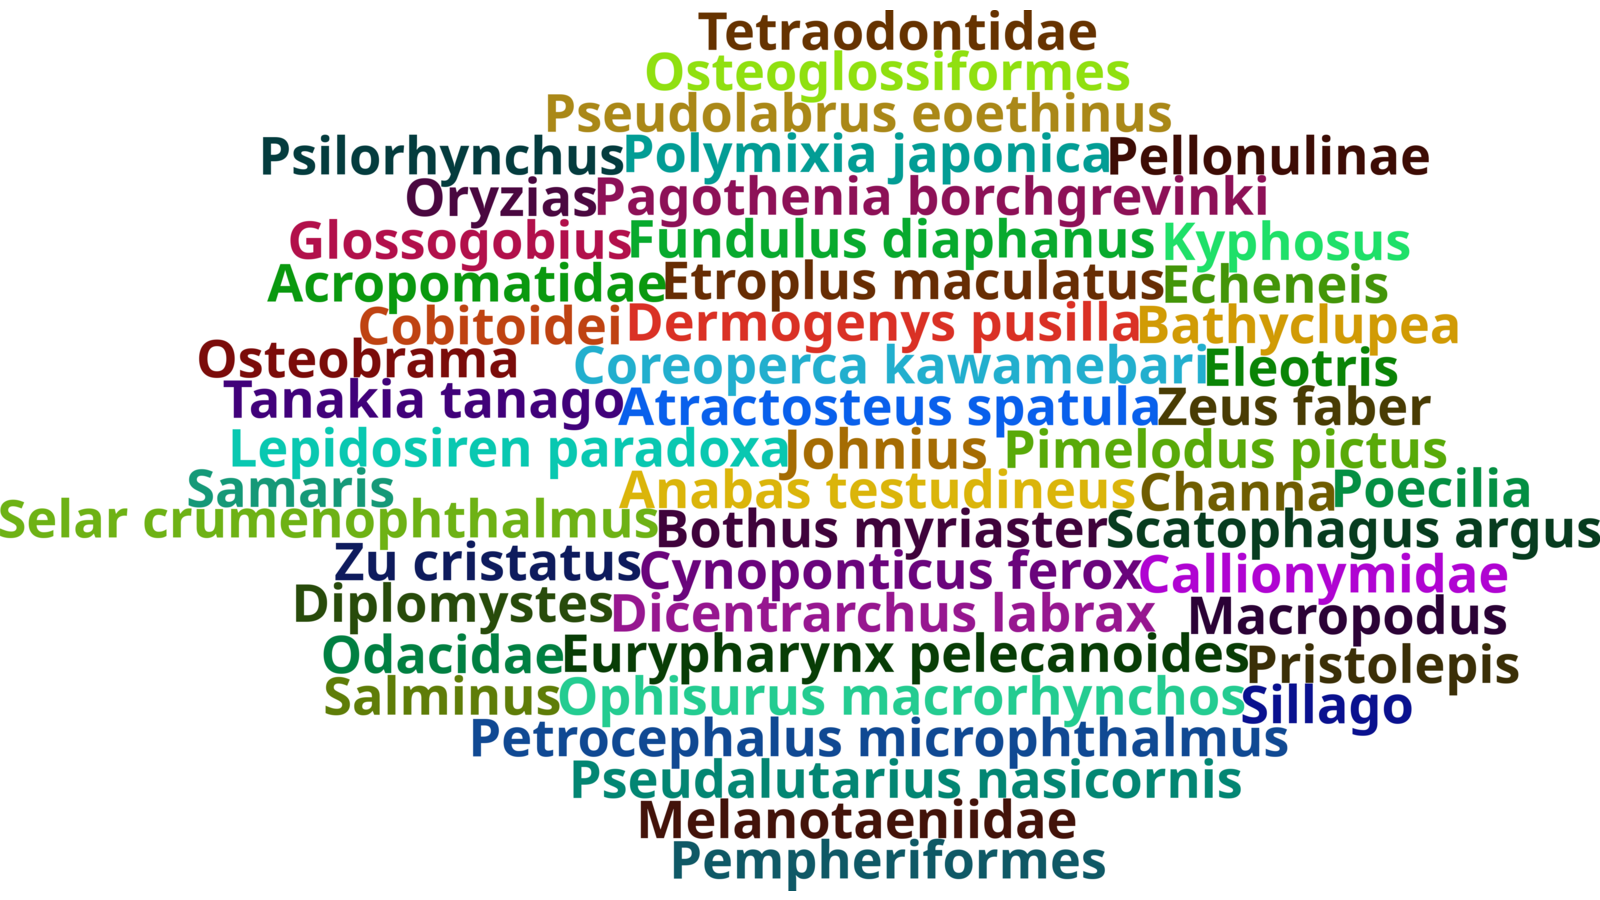 Tetraodontidae
Osteoglossiformes
Pseudolabrus eoethinus
Psilorhynchus Polymixia japonica Pellonulinae
Oryzias Pagothenia borchgrevinki
Glossogobius Fundulus diaphanus Kyphosus
Acropomatidae Etroplus maculatus Echeneis
Cobitoidei Dermogenys pusilla Bathyclupea
Osteobrama Coreoperca kawamebari Eleotris
Tanakia tanago Atractosteus spatula Zeus faber
Lepidosiren paradoxa Johnius Pimelodus pictus
Samaris Anabas testudineus Channa Poecilia
Selar crumenophthalmus Bothus myriaster Scatophagus argus
Zu cristatus Cynoponticus ferox Callionymidae
Diplomystes Dicentrarchus labrax Macropodus
Odacidae Eurypharynx pelecanoides Pristolepis
Salminus Ophisurus macrorhynchos Sillago
Petrocephalus microphthalmus
Pseudalutarius nasicornis
Melanotaeniidae
Pempheriformes